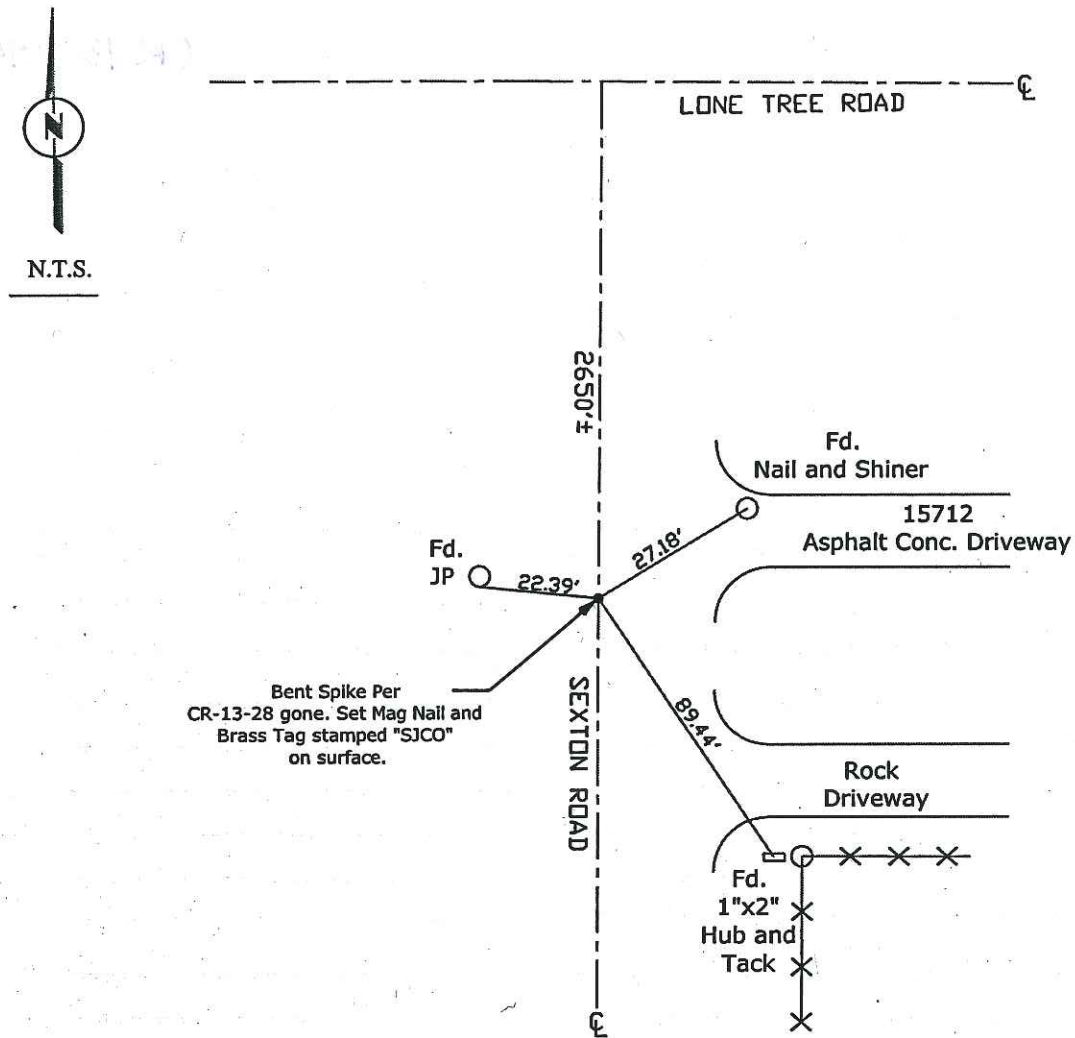 LONE TREE ROAD
℄
N
N.T.S.
2650'±
Fd.
Nail and Shiner
15712
Asphalt Conc. Driveway
27.18'
Fd.
JP
22.39'
Bent Spike Per
CR-13-28 gone. Set Mag Nail and
Brass Tag stamped "SJCO"
on surface.
SEXTON ROAD
89.44'
Rock
Driveway
Fd.
1"x2"
Hub and
Tack
℄